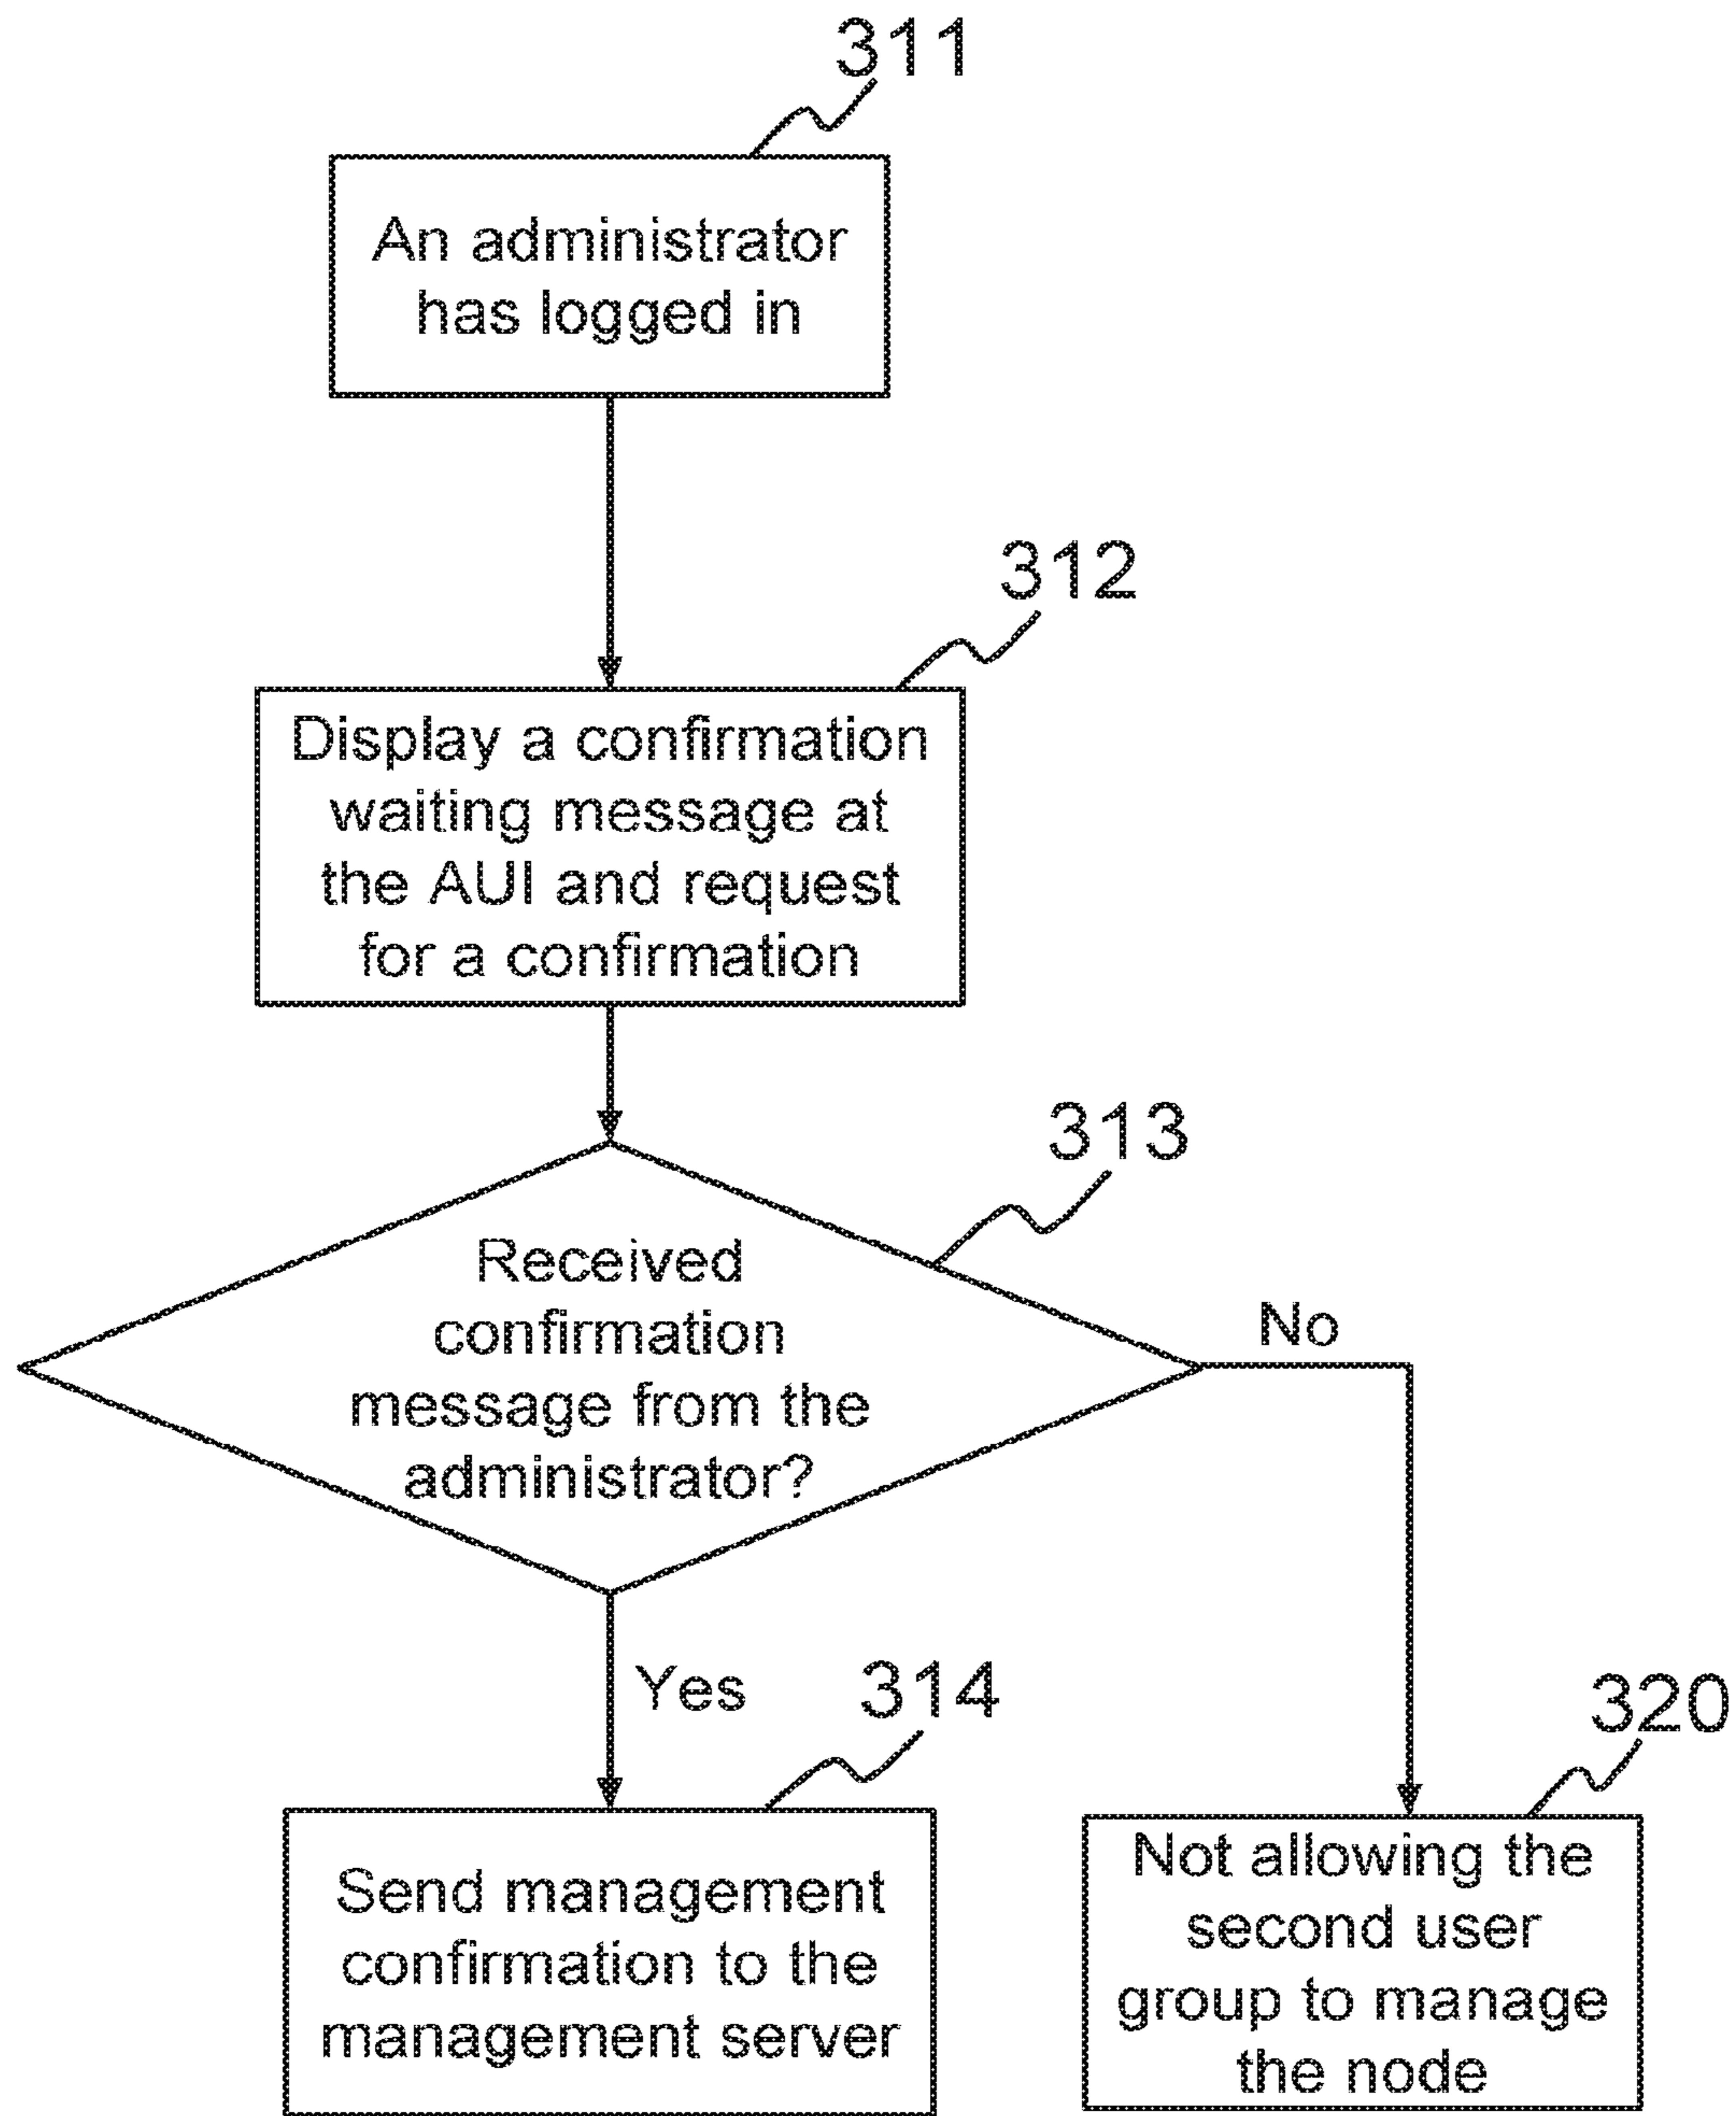 311
An administrator
has logged in
312
Display a confirmation
waiting message at
the AUI and request
for a confirmation
313
Received
confirmation
message from the
administrator?
No
Yes
314
Send management
confirmation to the
management server
320
Not allowing the
second user
group to manage
the node